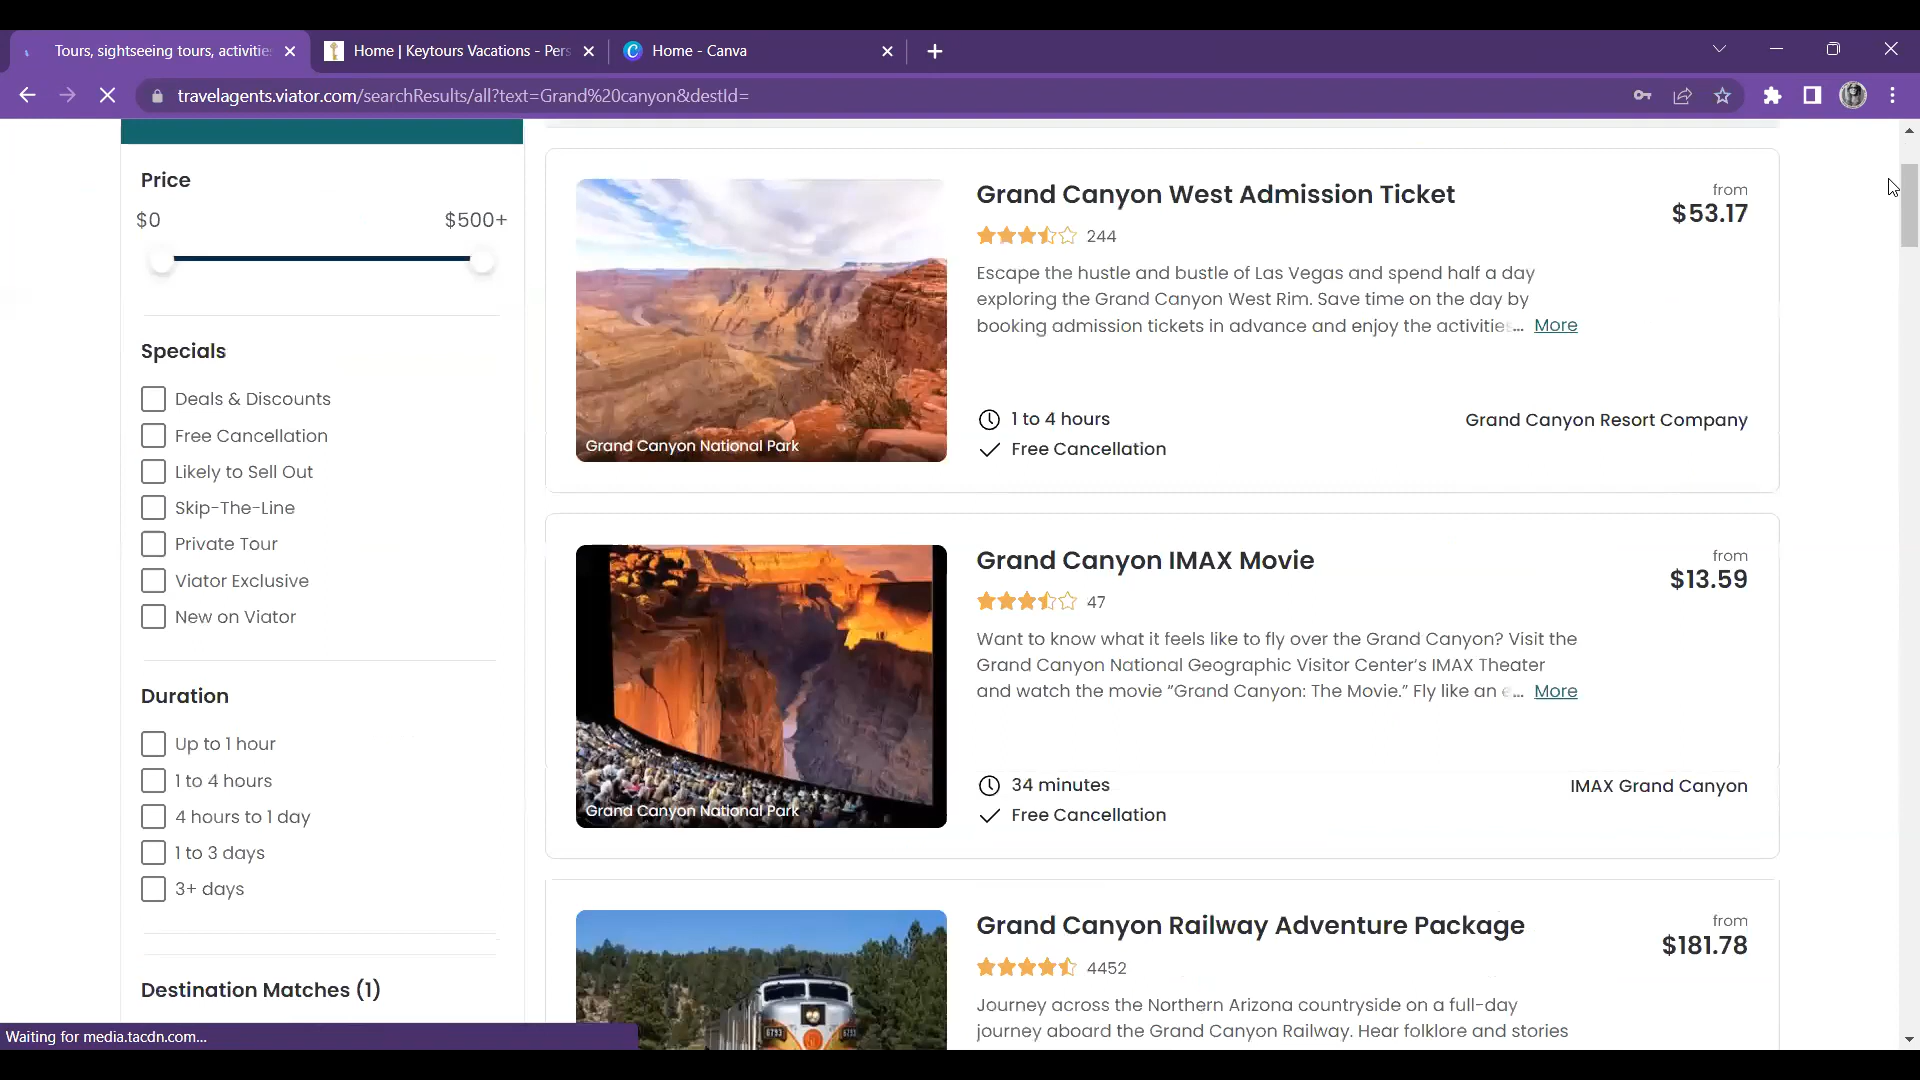 Tours, sightseeing tours, activitie
Home | Keytours Vacations - Pers
Home - Canva
travelagents.viator.com/searchResults/all?text=Grand%20canyon&destId=
Price
$0
$500+
Specials
Deals & Discounts
Free Cancellation
Likely to Sell Out
Skip-The-Line
Private Tour
Viator Exclusive
New on Viator
Duration
Up to 1 hour
1 to 4 hours
4 hours to 1 day
1 to 3 days
3+ days
Destination Matches (1)
Grand Canyon National Park
Grand Canyon West Admission Ticket
from
$53.17
244
Escape the hustle and bustle of Las Vegas and spend half a day
exploring the Grand Canyon West Rim. Save time on the day by
booking admission tickets in advance and enjoy the activitie... More
1 to 4 hours
Grand Canyon Resort Company
Free Cancellation
Grand Canyon National Park
Grand Canyon IMAX Movie
from
$13.59
47
Want to know what it feels like to fly over the Grand Canyon? Visit the
Grand Canyon National Geographic Visitor Center's IMAX Theater
and watch the movie “Grand Canyon: The Movie.” Fly like an e... More
34 minutes
IMAX Grand Canyon
Free Cancellation
6793
6793
Grand Canyon Railway Adventure Package
from
$181.78
4452
Journey across the Northern Arizona countryside on a full-day
journey aboard the Grand Canyon Railway. Hear folklore and stories
Waiting for media.tacdn.com...